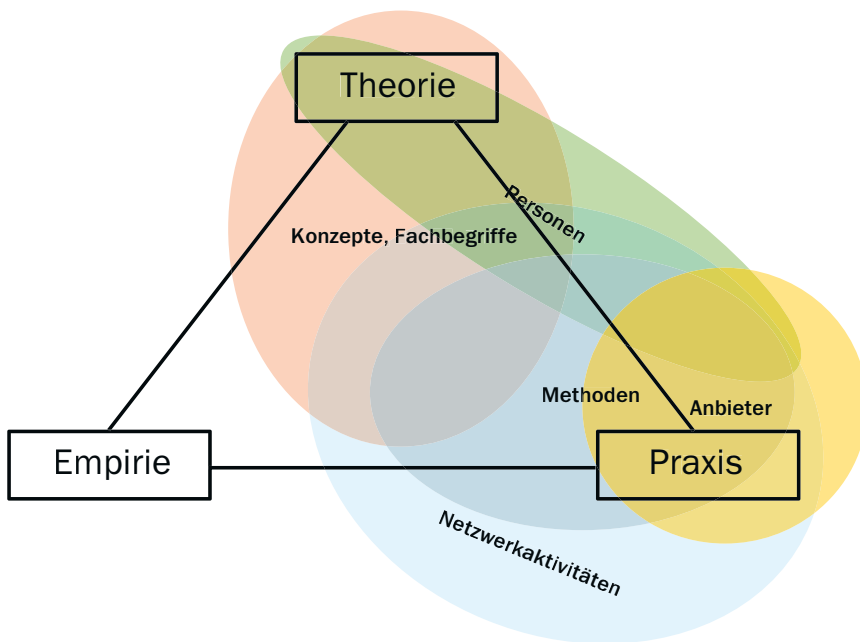 Theorie
Personen
Konzepte, Fachbegriffe
Methoden
Anbieter
Empirie
Praxis
Netzwerkaktivitäten